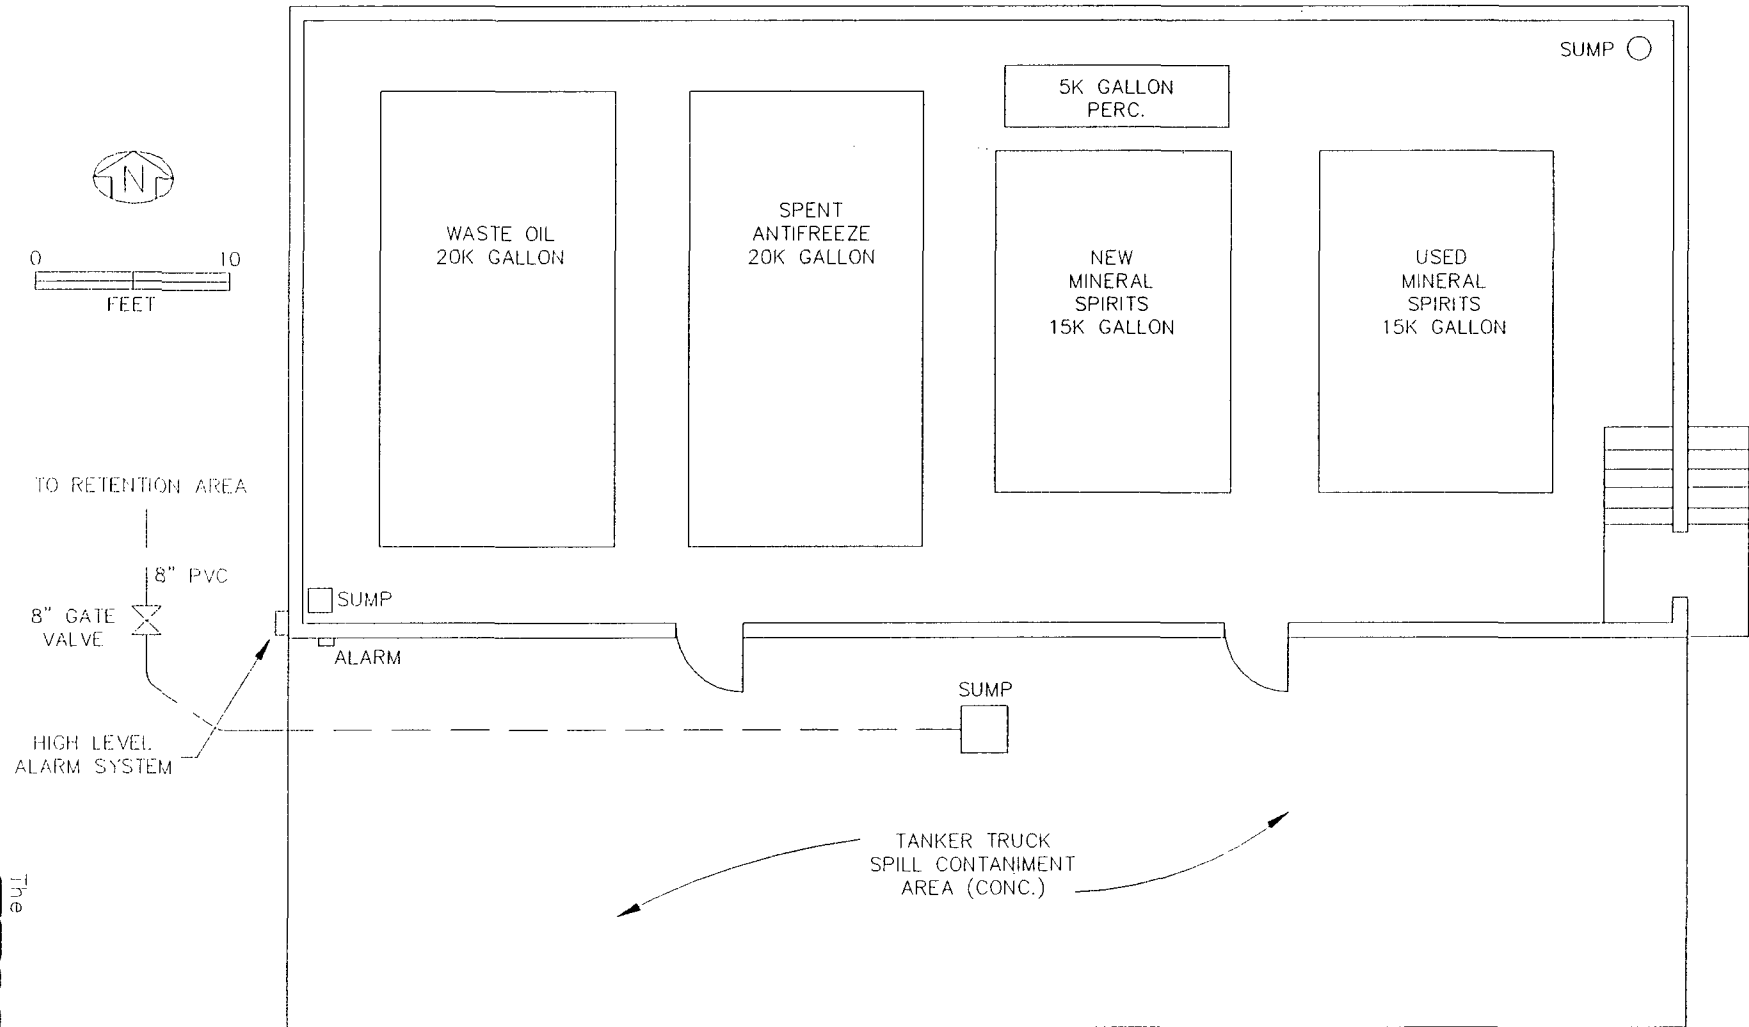 SUMP
5K GALLON
PERC.
N
WASTE OIL
20K GALLON
SPENT
ANTIFREEZE
20K GALLON
NEW
MINERAL
SPIRITS
15K GALLON
USED
MINERAL
SPIRITS
15K GALLON
0 10
FEET
TO RETENTION AREA
8" PVC
8" GATE
VALVE
SUMP
ALARM
SUMP
HIGH LEVEL
ALARM SYSTEM
TANKER TRUCK
SPILL CONTANIMENT
AREA (CONC.)
The